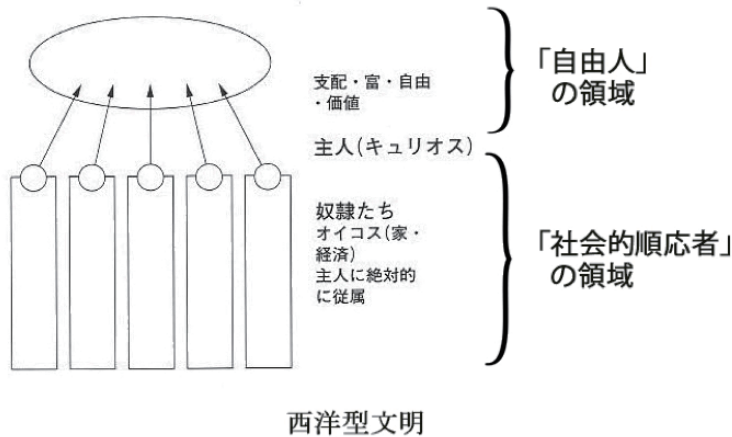 支配・富・自由
・価値
「自由人」
の領域
主人(キュリオス)
奴隷たち
オイコス(家・
経済)
主人に絶対的
に従属
「社会的順応者」
の領域
西洋型文明